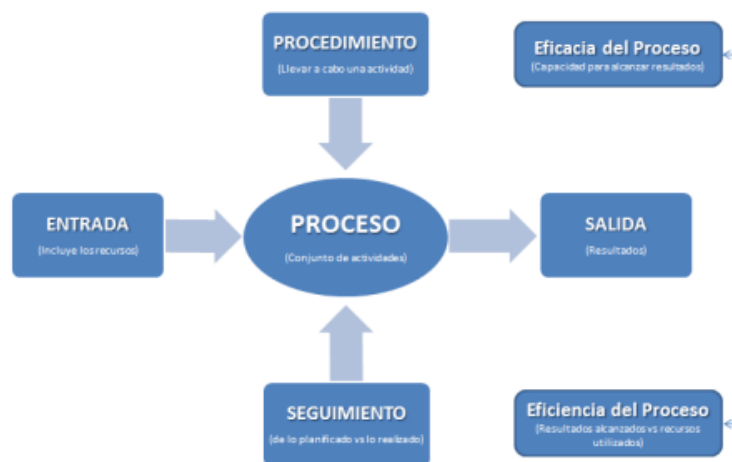 PROCEDIMIENTO
(Llevar a cabo una actividad)
Eficacia del Proceso
(Capacidad para alcanzar resultados)
ENTRADA
(Incluye los recursos)
PROCESO
(Conjunto de actividades)
SALIDA
(Resultados)
SEGUIMIENTO
(de lo planificado vs lo realizado)
Eficiencia del Proceso
(Resultados alcanzados vs recursos
utilizados)